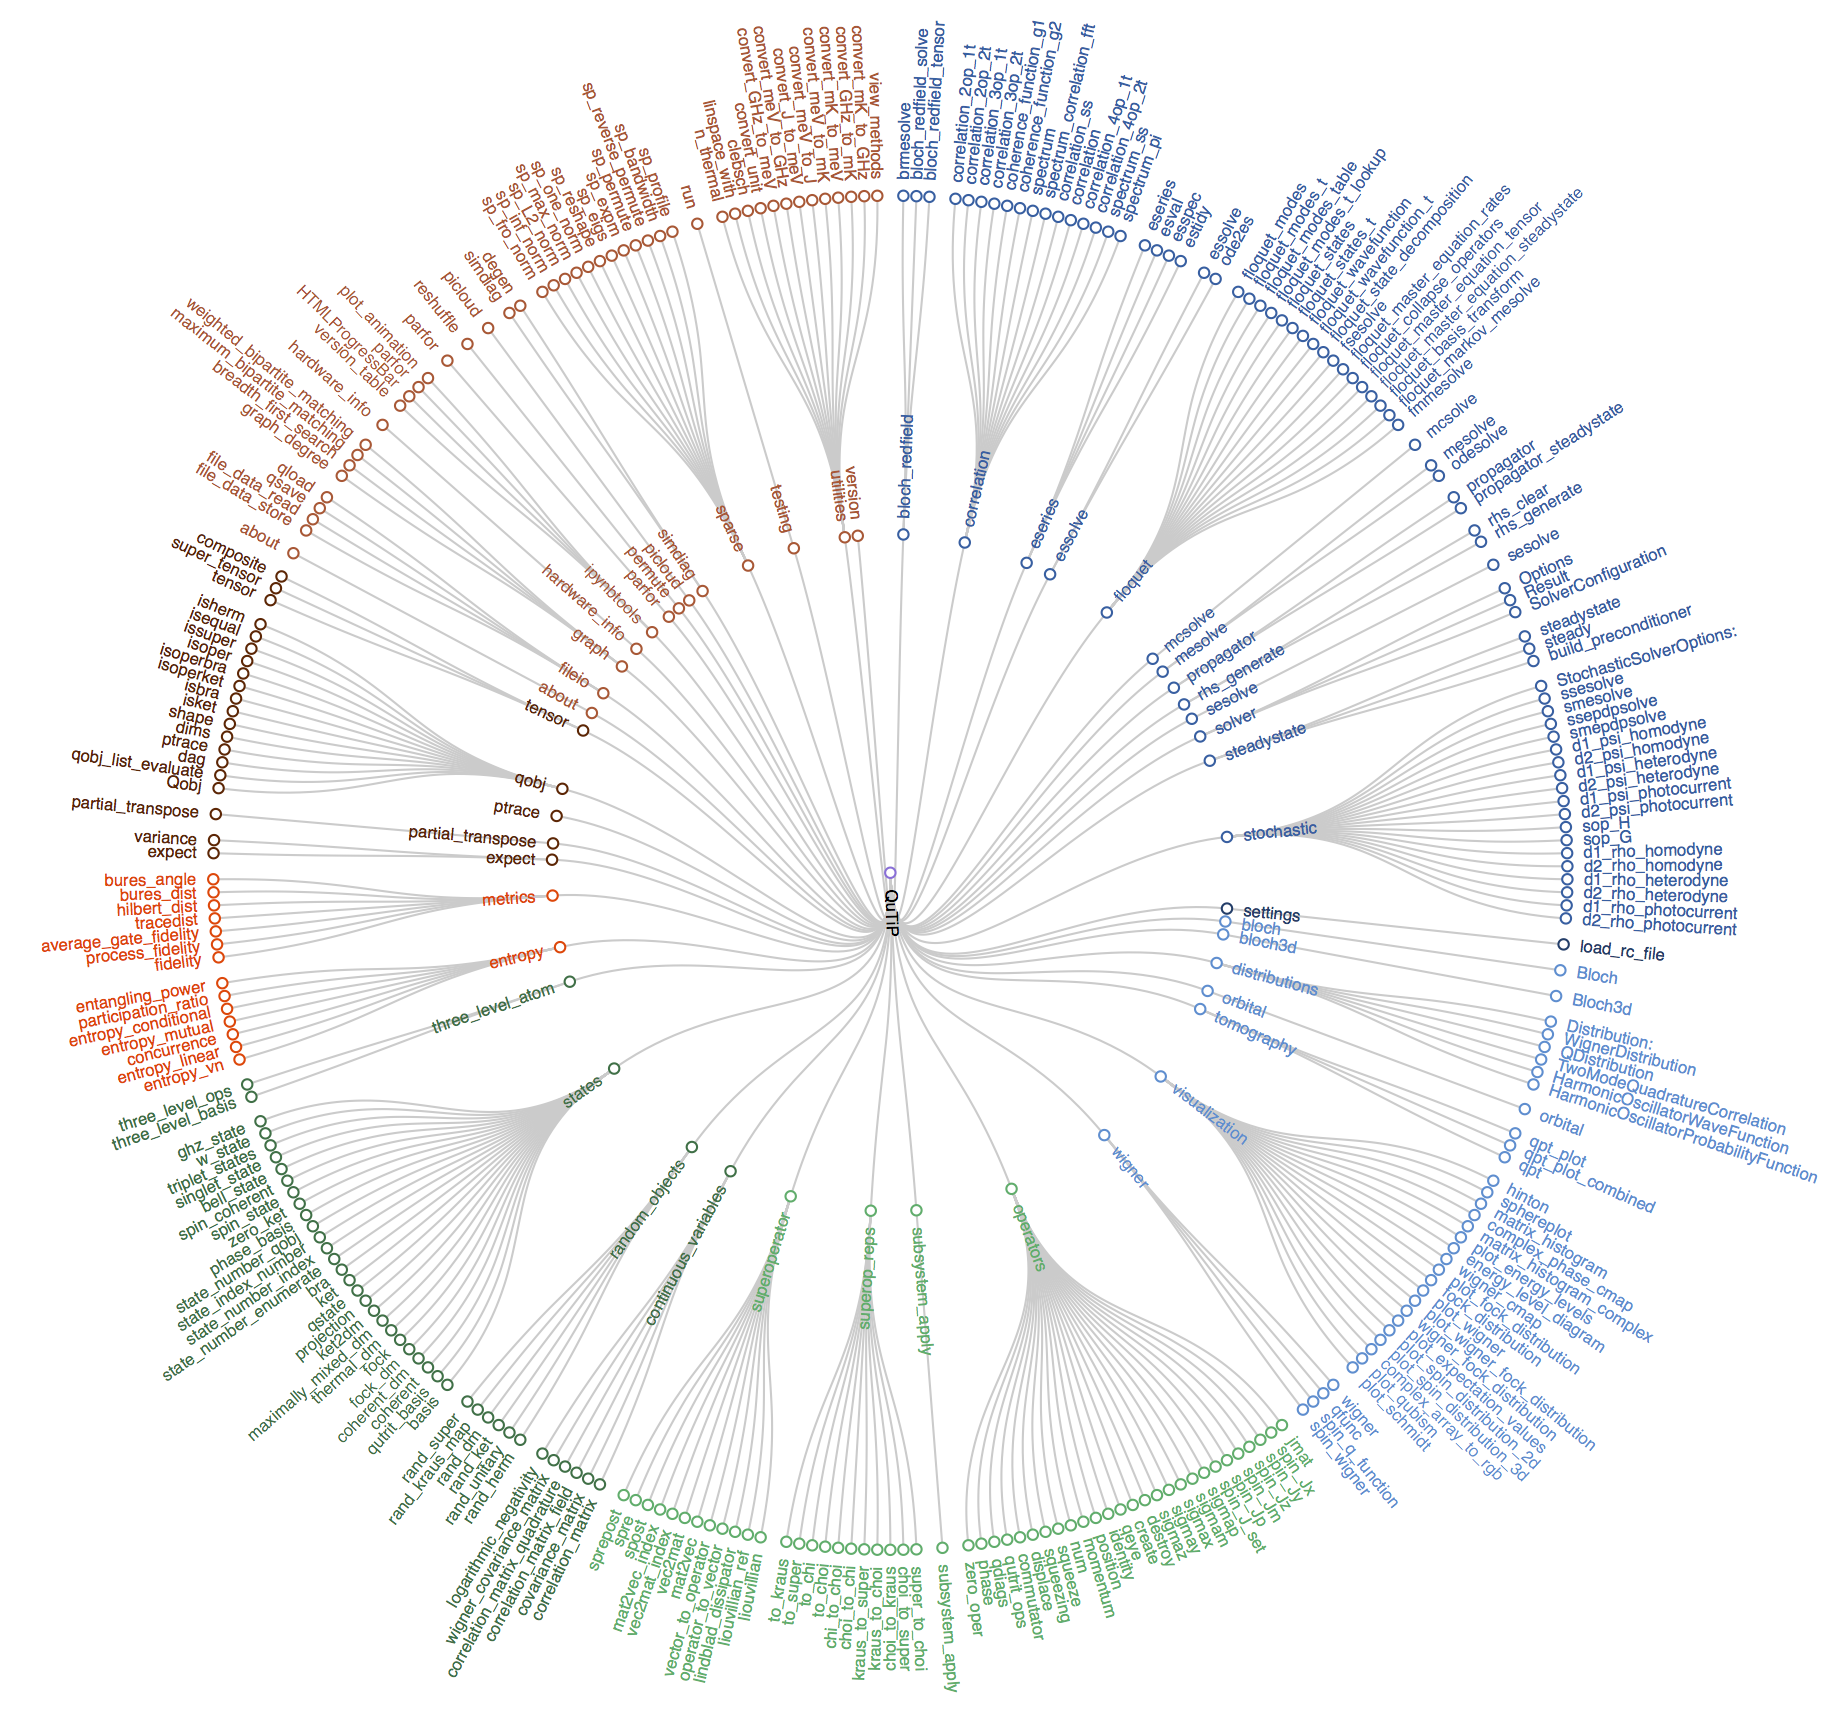 QuTiP
bloch_redfield
brmesolve
bloch_redfield_solve
bloch_redfield_tensor
correlation
correlation_2op_1t
correlation_2op_2t
correlation_3op_1t
correlation_3op_2t
coherence_function_g1
coherence_function_g2
spectrum
spectrum_correlation_fft
correlation_ss
correlation
correlation_4op_1t
correlation_4op_2t
spectrum_ss
spectrum_pi
eseries
eseries
esval
esspec
estidy
essolve
essolve
ode2es
floquet
floquet_modes
floquet_modes_t
floquet_modes_table
floquet_modes_t_lookup
floquet_states
floquet_states_t
floquet_wavefunction
floquet_wavefunction_t
floquet_state_decomposition
fsesolve
floquet_master_equation_rates
floquet_collapse_operators
floquet_master_equation_tensor
floquet_master_equation_steadystate
floquet_basis_transform
floquet_markov_mesolve
fmmesolve
mcsolve
mcsolve
mesolve
mesolve
odesolve
propagator
propagator
propagator_steadystate
rhs_generate
rhs_clear
rhs_generate
sesolve
sesolve
solver
Options
Result
SolverConfiguration
steadystate
steadystate
steady
build_preconditioner
stochastic
StochasticSolverOptions:
ssesolve
smesolve
ssepdpsolve
smepdpsolve
d1_psi_homodyne
d2_psi_homodyne
d1_psi_heterodyne
d2_psi_heterodyne
d1_psi_photocurrent
d2_psi_photocurrent
sop_H
sop_G
d1_rho_homodyne
d2_rho_homodyne
d1_rho_heterodyne
d2_rho_heterodyne
d1_rho_photocurrent
d2_rho_photocurrent
settings
load_rc_file
bloch
Bloch
bloch3d
Bloch3d
distributions
Distribution:
WignerDistribution
QDistribution
TwoModeQuadratureCorrelation
HarmonicOscillatorWaveFunction
HarmonicOscillatorProbabilityFunction
orbital
orbital
tomography
qpt_plot
qpt_plot_combined
qpt
visualization
hinton
sphereplot
matrix_histogram
complex_phase_cmap
matrix_histogram_complex
plot_energy_levels
energy_level_diagram
wigner_cmap
plot_fock_distribution
fock_distribution
plot_wigner
plot_wigner_fock_distribution
wigner_fock_distribution
plot_expectation_values
plot_spin_distribution_2d
plot_spin_distribution_3d
complex_array_to_rgb
plot_qubism
plot_schmidt
wigner
wigner
qfunc
spin_q_function
spin_wigner
operators
jmat
spin_Jx
spin_Jy
spin_Jz
spin_Jm
spin_Jp
spin_J_set
sigmap
sigmam
sigmax
sigmay
sigmaz
destroy
create
qeye
identity
position
momentum
num
squeeze
squeezing
displace
commutator
qutrit_ops
qdiags
phase
zero_oper
subsystem_apply
subsystem_apply
superop_reps
super_to_choi
choi_to_super
choi_to_kraus
kraus_to_choi
kraus_to_super
choi_to_chi
chi_to_choi
to_choi
to_chi
to_super
to_kraus
superoperator
liouvillian
liouvillian_ref
lindblad_dissipator
operator_to_vector
vector_to_operator
mat2vec
vec2mat
vec2mat_index
mat2vec_index
spost
spre
sprepost
continuous_variables
correlation_matrix
covariance_matrix
correlation_matrix_field
correlation_matrix_quadrature
wigner_covariance_matrix
logarithmic_negativity
random_objects
rand_herm
rand_unitary
rand_ket
rand_dm
rand_kraus_map
rand_super
states
basis
qutrit_basis
coherent
coherent_dm
fock_dm
fock
thermal_dm
maximally_mixed_dm
ket2dm
projection
qstate
ket
bra
state_number_enumerate
state_number_index
state_index_number
state_number_qobj
phase_basis
zero_ket
spin_state
spin_coherent
bell_state
singlet_state
triplet_states
w_state
ghz_state
three_level_atom
three_level_basis
three_level_ops
entropy
entropy_vn
entropy_linear
concurrence
entropy_mutual
entropy_conditional
participation_ratio
entangling_power
metrics
fidelity
process_fidelity
average_gate_fidelity
tracedist
hilbert_dist
bures_dist
bures_angle
expect
expect
variance
partial_transpose
partial_transpose
ptrace
qobj
Qobj
qobj_list_evaluate
dag
ptrace
dims
shape
isket
isbra
isoperket
isoperbra
isoper
issuper
isequal
isherm
tensor
tensor
super_tensor
composite
about
about
fileio
file_data_store
file_data_read
qsave
qload
graph
graph_degree
breadth_first_search
maximum_bipartite_matching
weighted_bipartite_matching
hardware_info
hardware_info
ipynbtools
version_table
HTMLProgressBar
parfor
plot_animation
parfor
parfor
permute
reshuffle
picloud
picloud
simdiag
simdiag
degen
sparse
sp_fro_norm
sp_inf_norm
sp_L2_norm
sp_max_norm
sp_one_norm
sp_reshape
sp_eigs
sp_expm
sp_permute
sp_reverse_permute
sp_bandwidth
sp_profile
testing
run
utilities
n_thermal
linspace_with
clebsch
convert_unit
convert_GHz_to_meV
convert_meV_to_GHz
convert_J_to_meV
convert_meV_to_J
convert_meV_to_mK
convert_mK_to_meV
convert_GHz_to_mK
convert_mK_to_GHz
view_methods
version